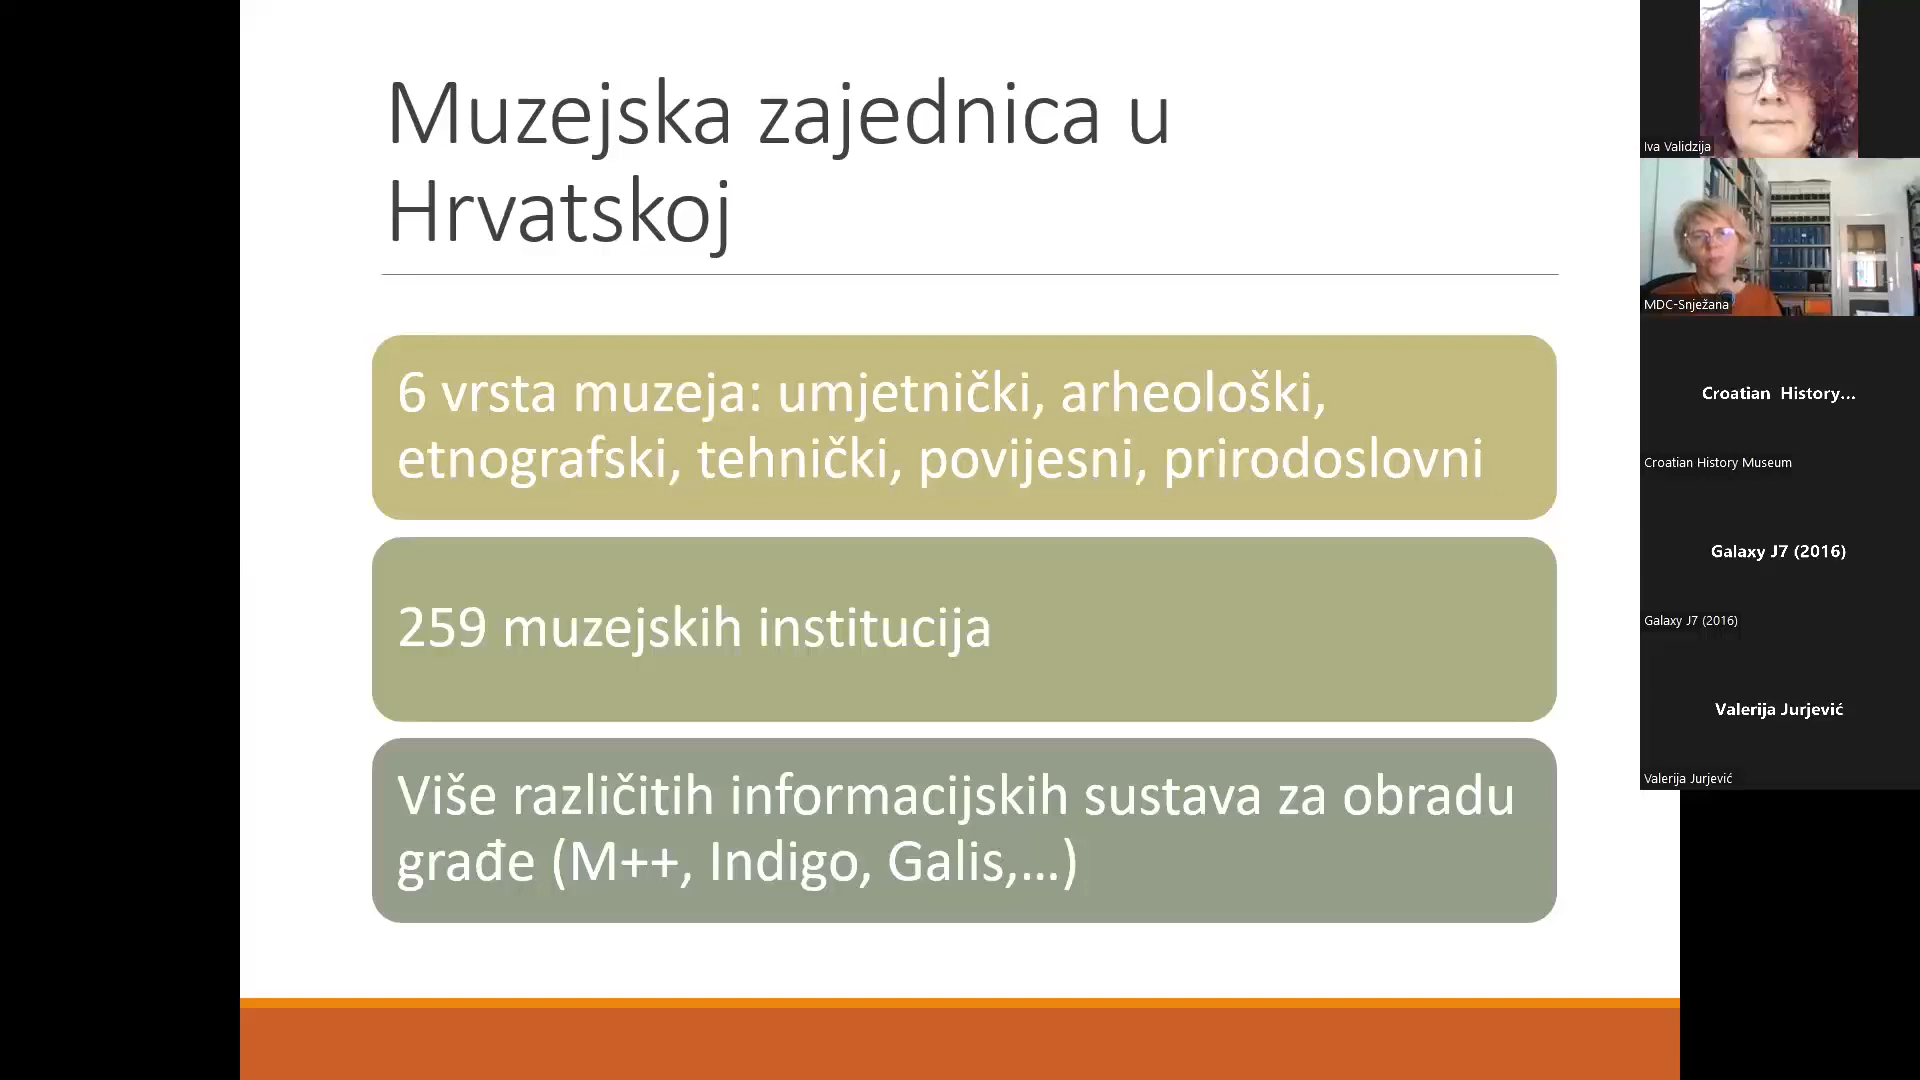 Muzejska zajednica u
Hrvatskoj
6 vrsta muzeja: umjetnički, arheološki,
etnografski, tehnički, povijesni, prirodoslovni
259 muzejskih institucija
Više različitih informacijskih sustava za obradu
građe (M++, Indigo, Galis,...)
Iva Validzija
MDC-Snježana
Croatian History...
Croatian History Museum
Galaxy J7 (2016)
Galaxy J7 (2016)
Valerija Jurjević
Valerija Jurjević